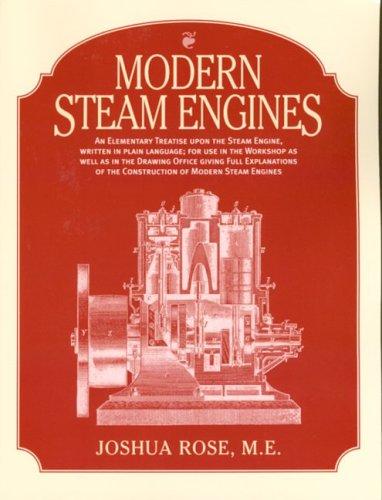 MODERN
STEAM ENGINES
AN ELEMENTARY TREATISE UPON THE STEAM ENGINE,
WRITTEN IN PLAIN LANGUAGE; FOR USE IN THE WORKSHOP AS
WELL AS IN THE DRAWING OFFICE GIVING FULL EXPLANATIONS
OF THE CONSTRUCTION OF MODERN STEAM ENGINES
JOSHUA ROSE, M.E.